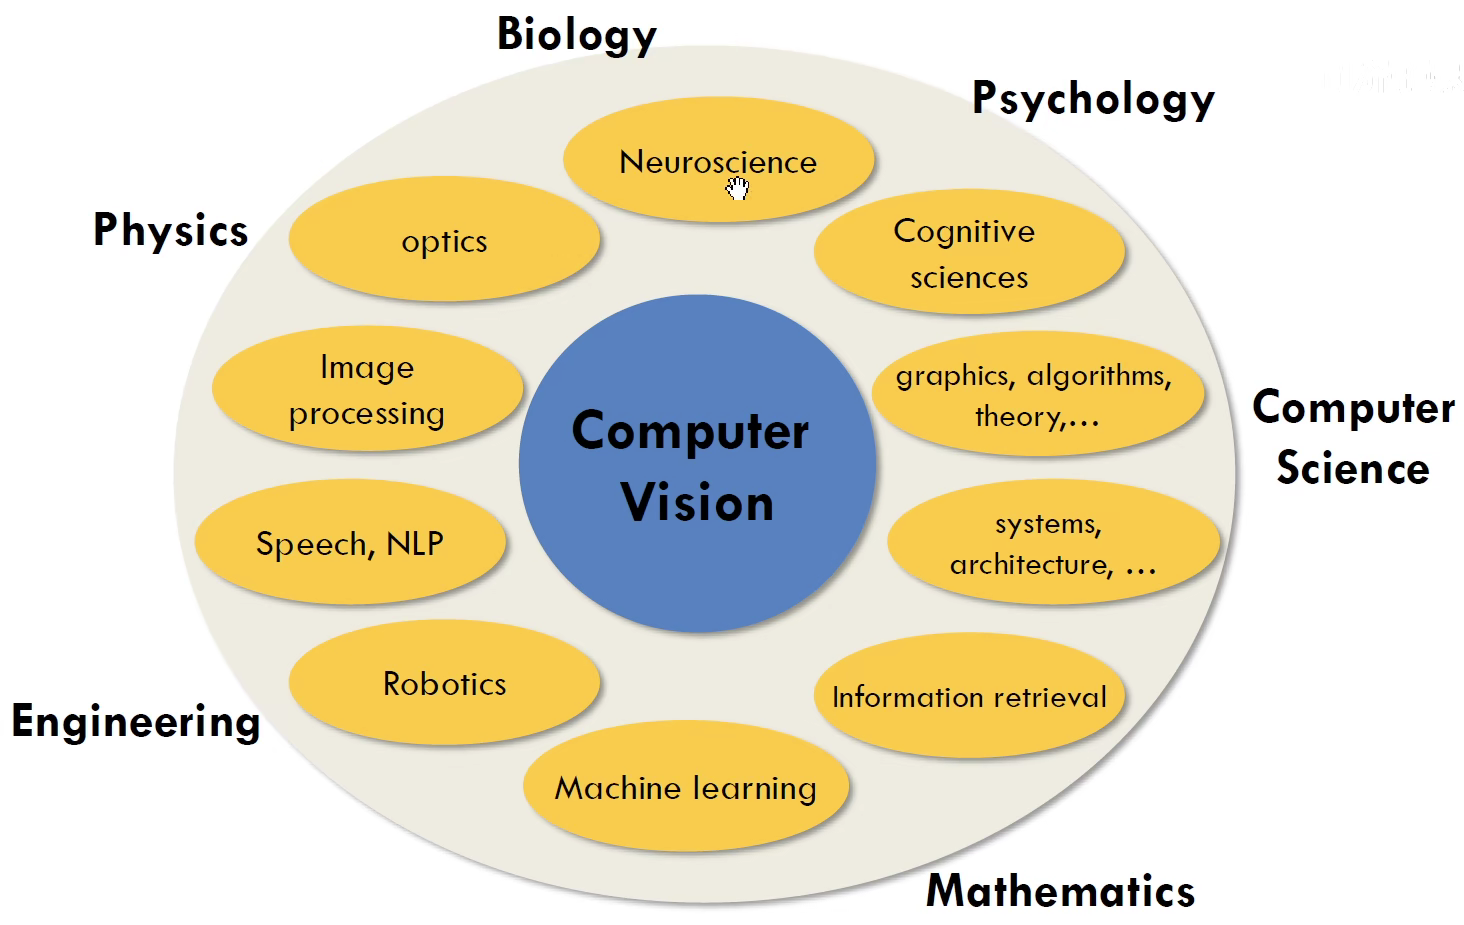 Biology
Psychology
Neuroscience
Physics
optics
Cognitive
sciences
Image
processing
graphics, algorithms,
theory,...
Computer
Science
Computer
Vision
Speech, NLP
systems,
architecture, ...
Robotics
Information retrieval
Engineering
Machine learning
Mathematics